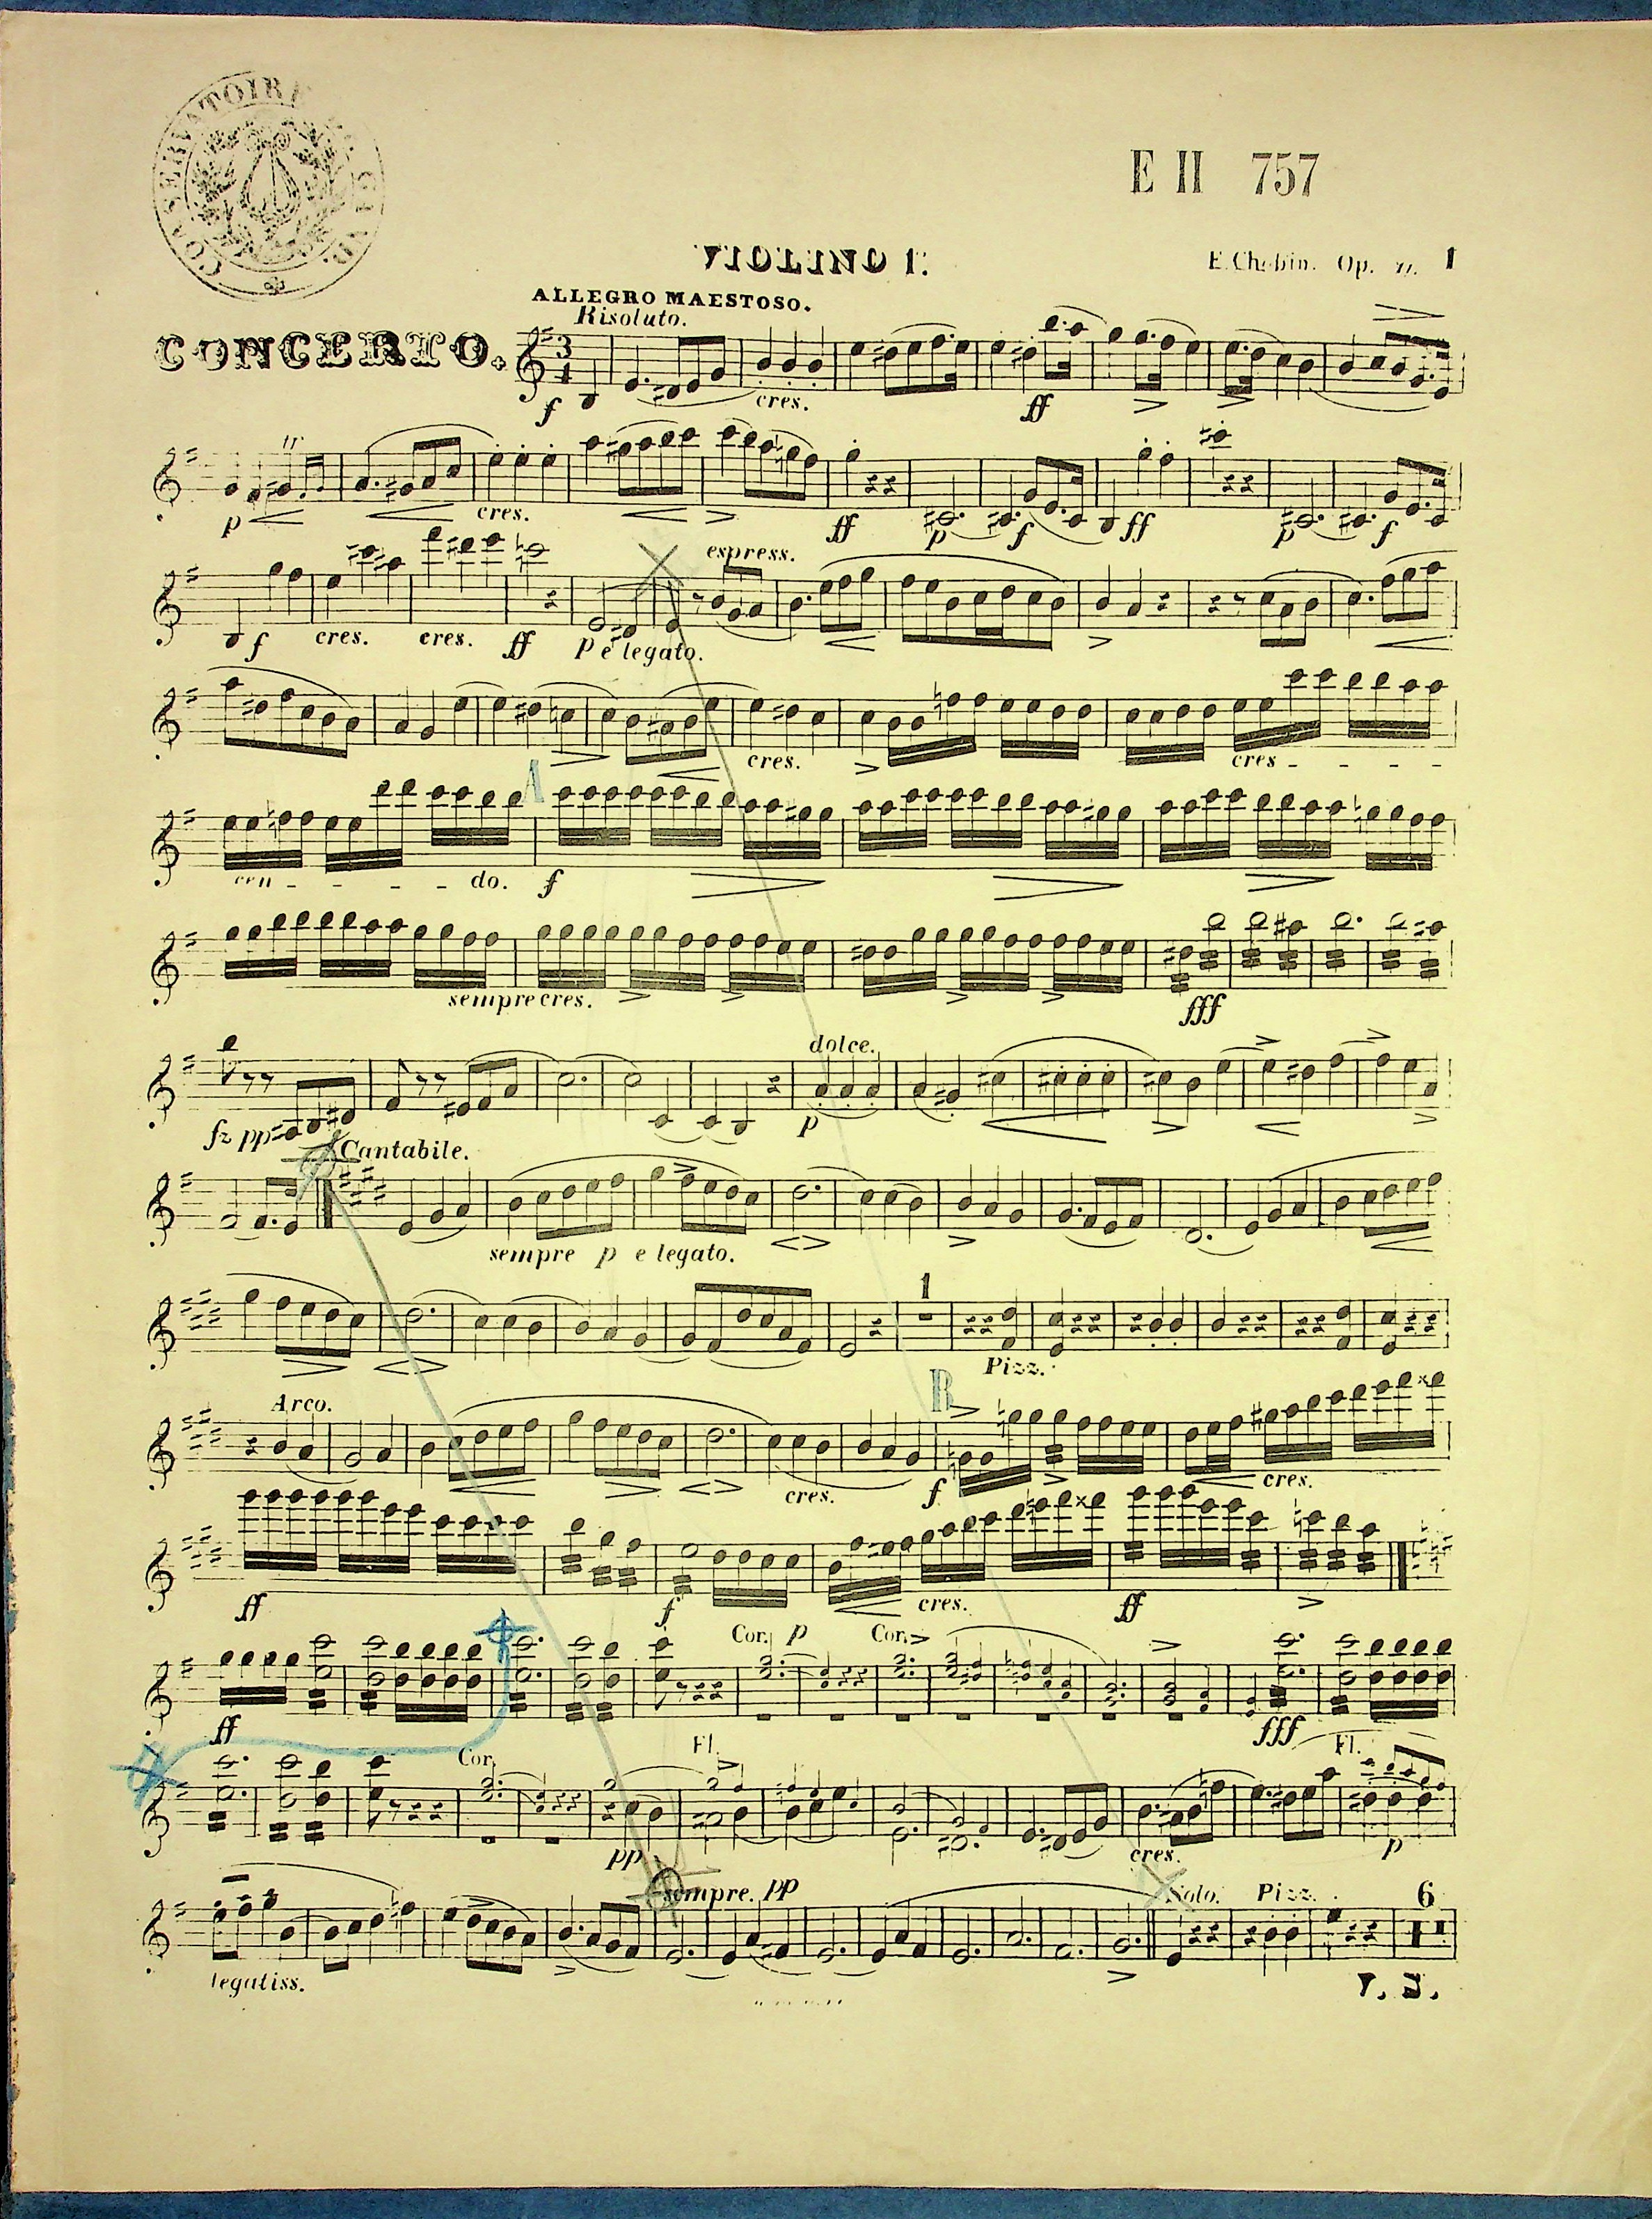 E II 757
VIOLINO 1º.
Op. 11. 1
ALLEGRO MAESTOSO.
Risoluto.
CONCERTO.
f cres. ff
tr
p cres. ff p f ff p f
espress.
f cres. cres. ff p e legato.
cres. cres
A
cen do. f
sempre cres. fff
dolce.
fz pp p
Cantabile.
sempre p e legato.
1
Pizz.
Arco. B
cres. f cres.
ff f cres. ff
Cor. p Cor.
ff fff
Cor. Fl. Fl.
pp cres. p
sempre. pp Solo. Pizz. 6
legatiss.
V. S.